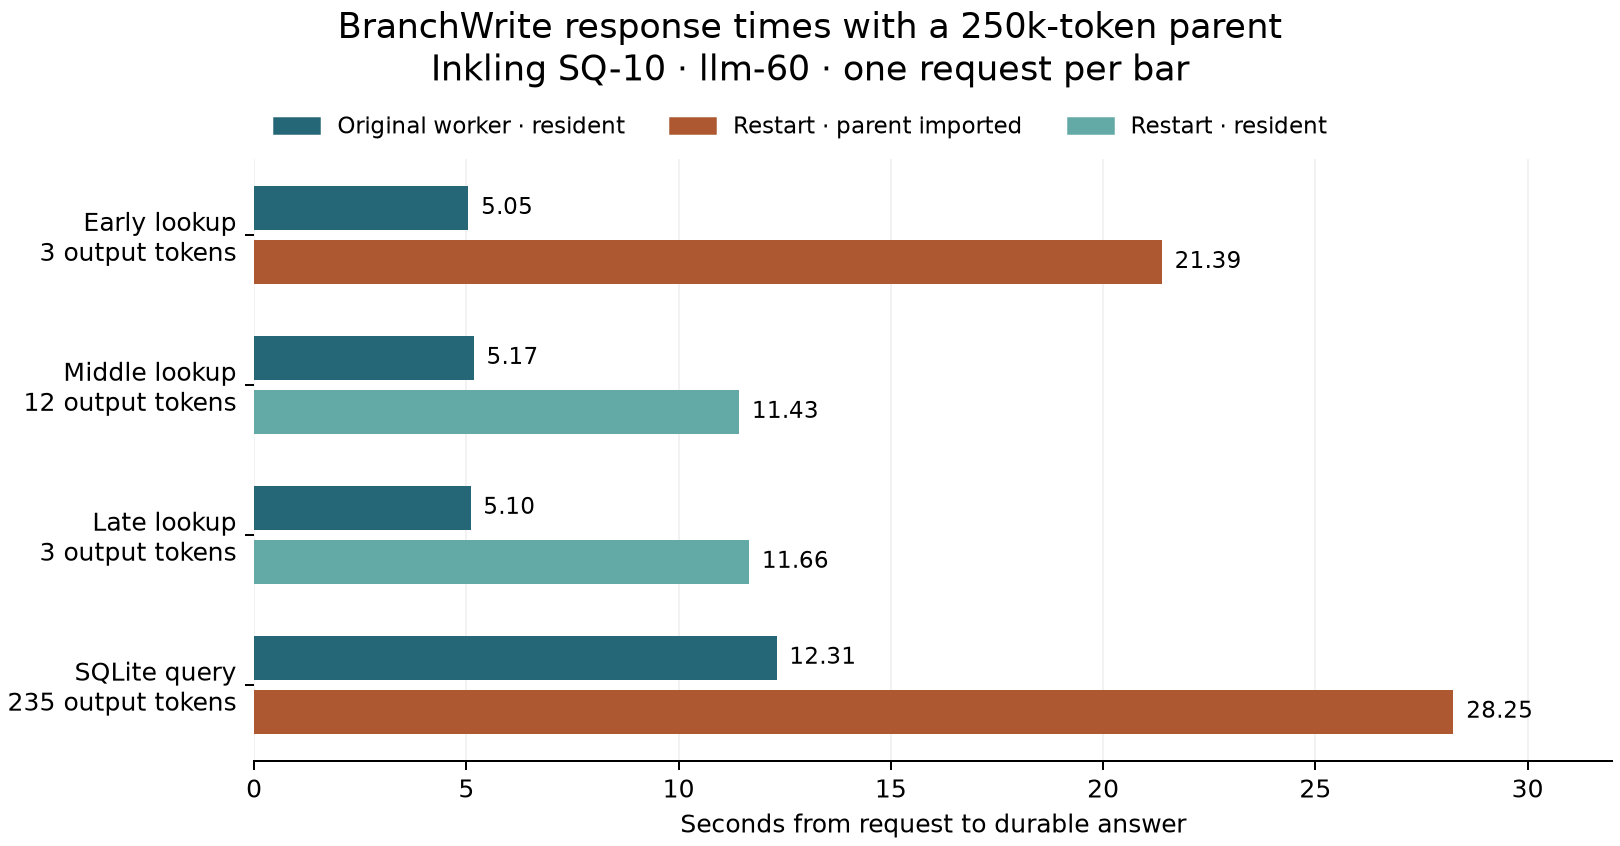 BranchWrite response times with a 250k-token parent
Inkling SQ-10 · llm-60 · one request per bar
Original worker · resident
Restart · parent imported
Restart · resident
Early lookup
3 output tokens
5.05
21.39
Middle lookup
12 output tokens
5.17
11.43
Late lookup
3 output tokens
5.10
11.66
SQLite query
235 output tokens
12.31
28.25
0 5 10 15 20 25 30
Seconds from request to durable answer